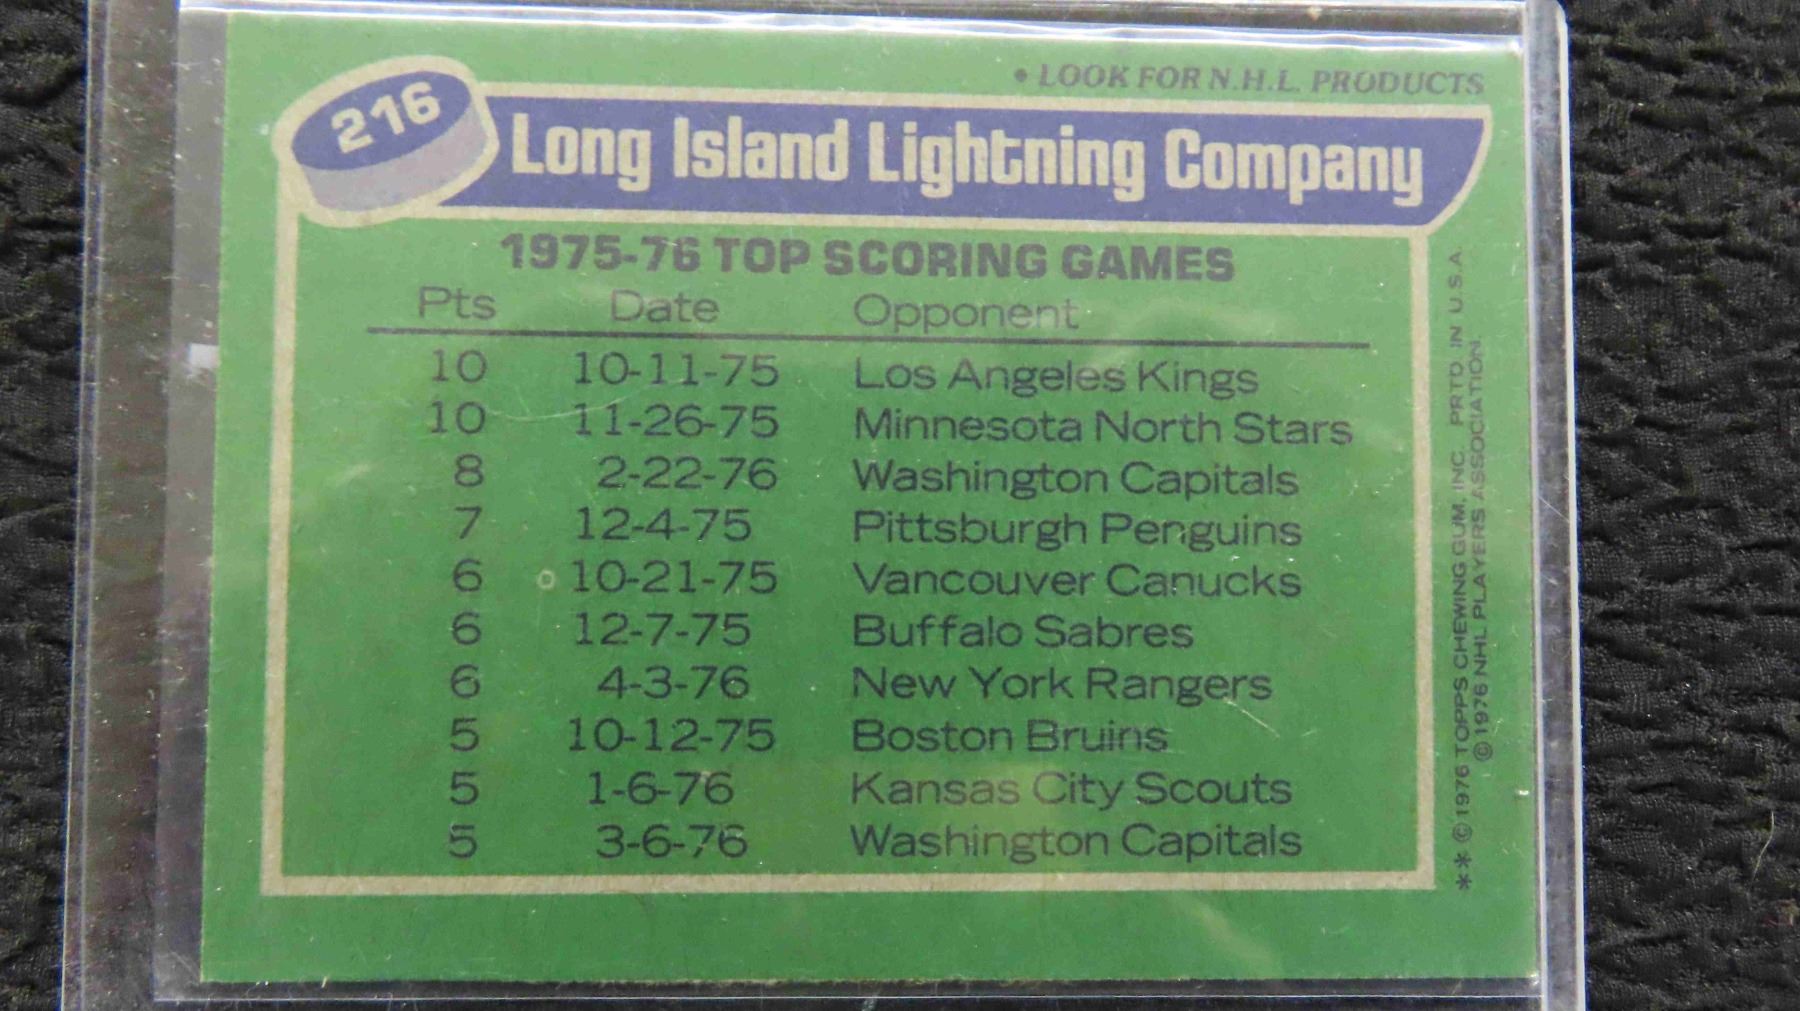 • LOOK FOR N.H.L. PRODUCTS
216
Long Island Lightning Company
1975-76 TOP SCORING GAMES
Pts Date Opponent
10 10-11-75 Los Angeles Kings
10 11-26-75 Minnesota North Stars
8 2-22-76 Washington Capitals
7 12-4-75 Pittsburgh Penguins
6 10-21-75 Vancouver Canucks
6 12-7-75 Buffalo Sabres
6 4-3-76 New York Rangers
5 10-12-75 Boston Bruins
5 1-6-76 Kansas City Scouts
5 3-6-76 Washington Capitals
** © 1976 TOPPS CHEWING GUM, INC. PRTD. IN U.S.A.
© 1976 NHL PLAYERS ASSOCIATION.